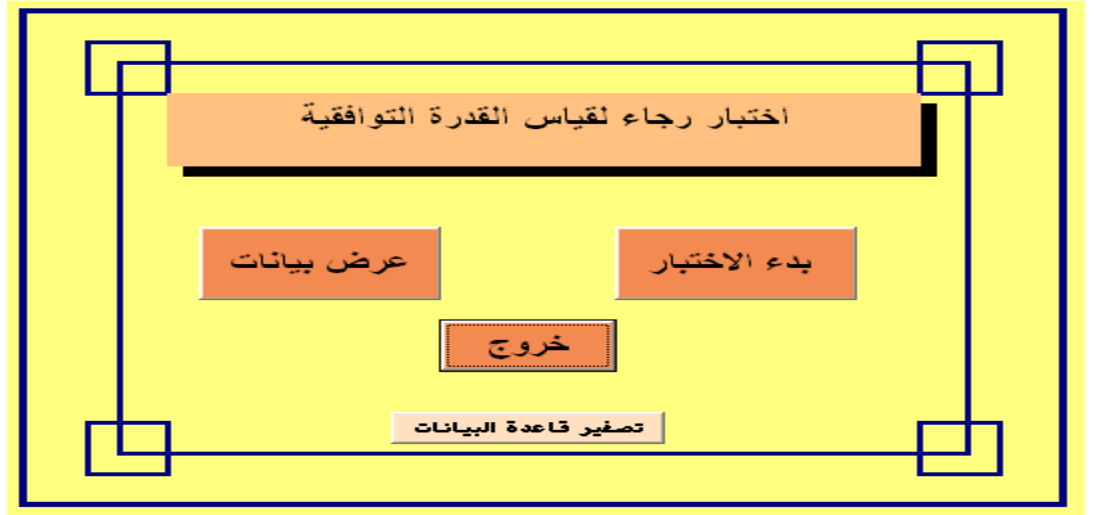 اختبار رجاء لقياس القدرة التوافقية
بدء الاختبار
عرض بيانات
خروج
تصفير قاعدة البيانات